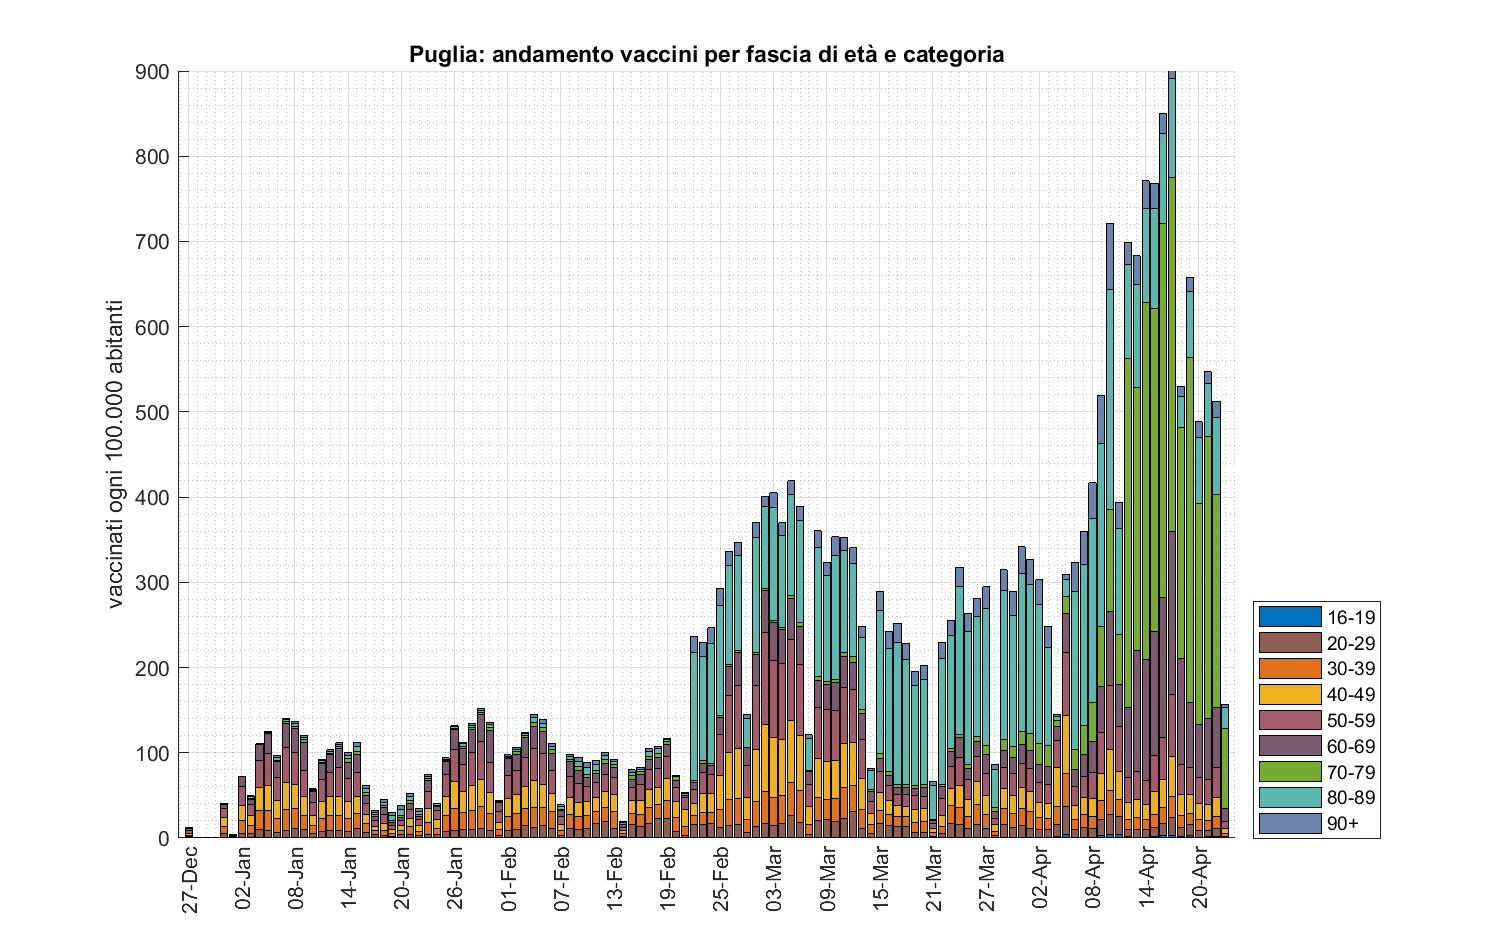 Puglia: andamento vaccini per fascia di età e categoria
vaccinati ogni 100.000 abitanti
900
800
700
600
500
400
300
200
100
0
27-Dec
02-Jan
08-Jan
14-Jan
20-Jan
26-Jan
01-Feb
07-Feb
13-Feb
19-Feb
25-Feb
03-Mar
09-Mar
15-Mar
21-Mar
27-Mar
02-Apr
08-Apr
14-Apr
20-Apr
16-19
20-29
30-39
40-49
50-59
60-69
70-79
80-89
90+